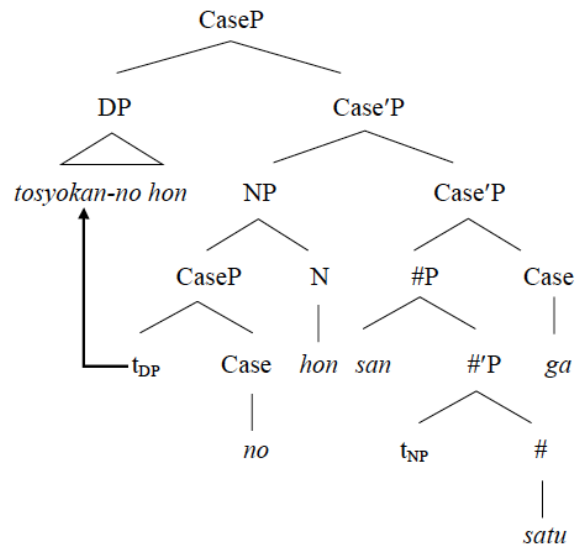 CaseP
DP Case′P
tosyokan-no hon NP Case′P
CaseP N #P Case
t_DP Case hon san #′P ga
no t_NP #
satu